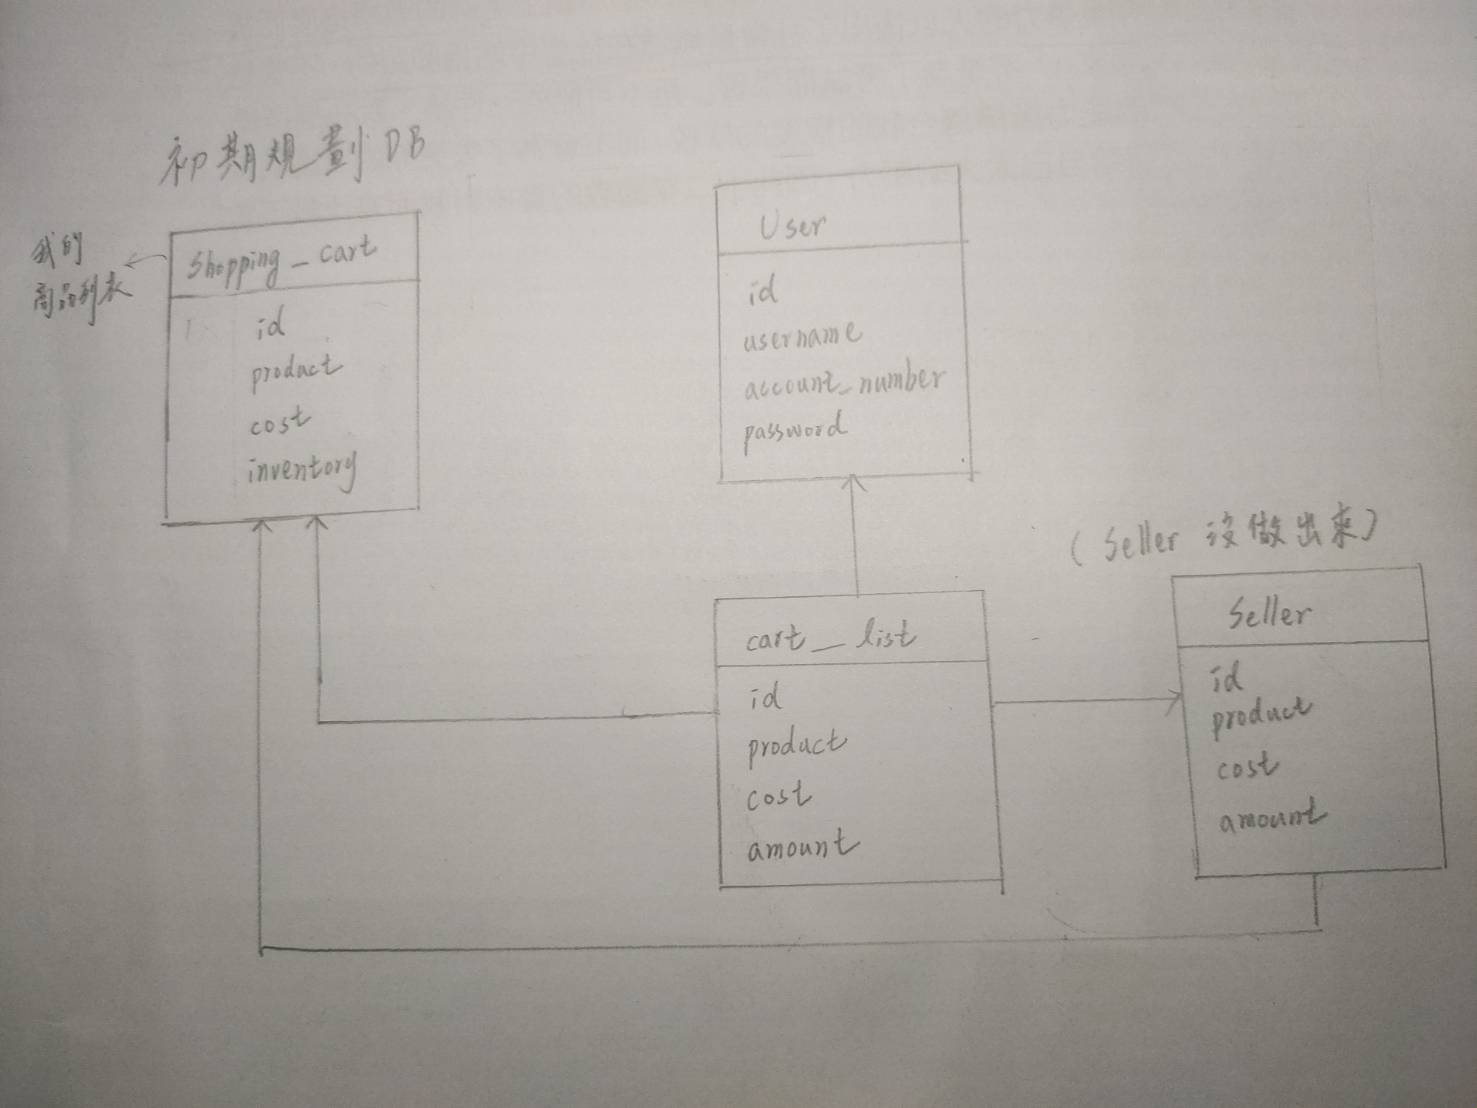 初期規劃DB
我的
商品列表
Shopping_cart
id
product
cost
inventory
User
id
username
account_number
password
(Seller 沒做出來)
cart_list
id
product
cost
amount
Seller
id
product
cost
amount